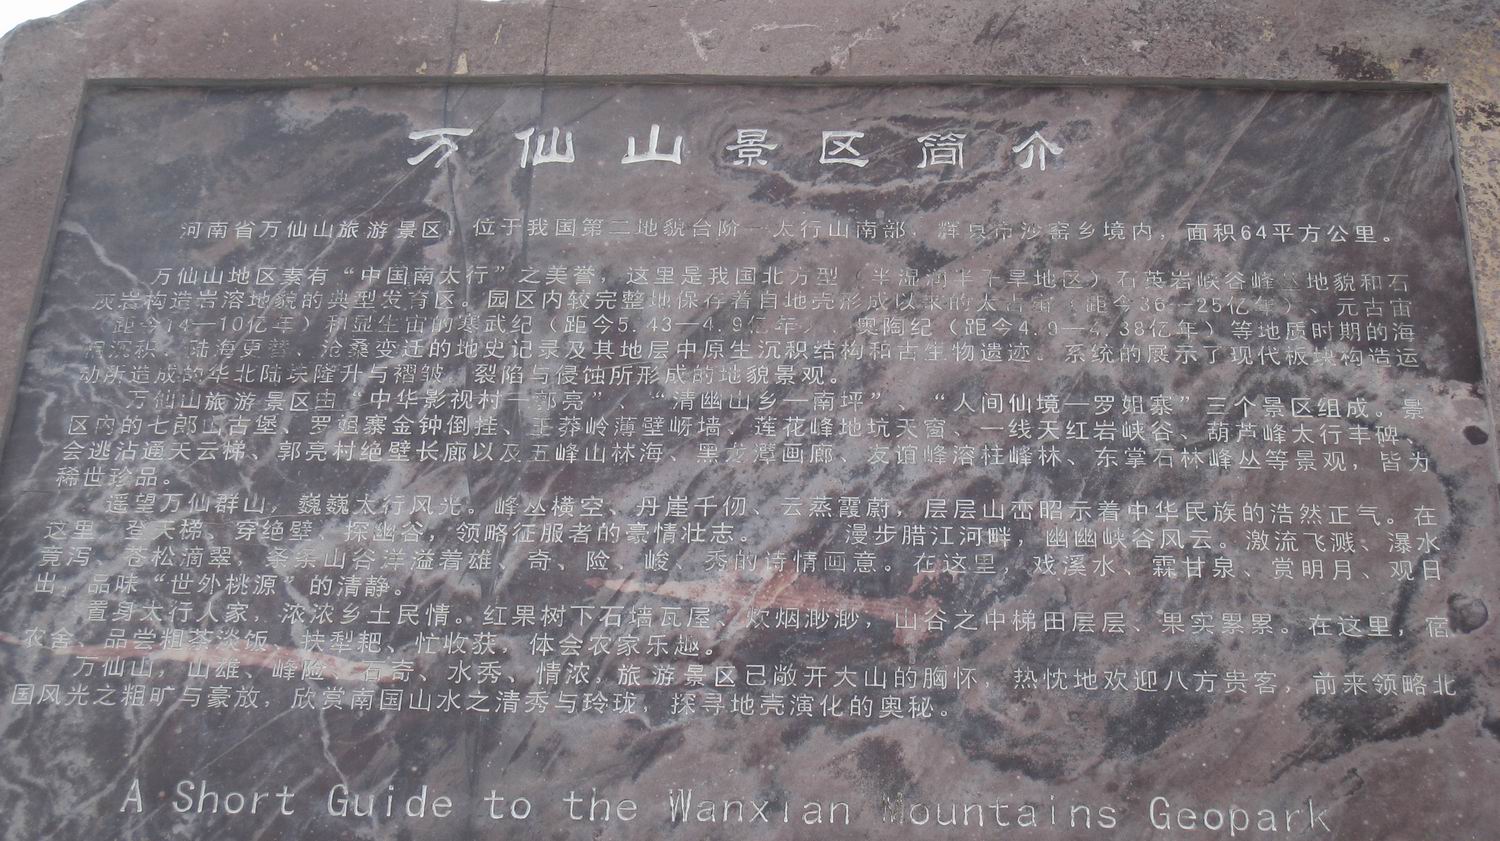 万仙山景区简介
河南省万仙山旅游景区，位于我国第二地貌台阶一太行山南部，辉县市沙窑乡境内，面积64平方公里。
万仙山地区素有“中国南太行”之美誉，这里是我国北方型（半湿润半干旱地区）石英岩峡谷峰丛地貌和石
灰岩构造岩溶地貌的典型发育区。园区内较完整地保存着自地壳形成以来的太古宙（距今36—25亿年）、元古宙
（距今14—10亿年）和显生宙的寒武纪（距今5.43—4.9亿年）、奥陶纪（距今4.9—4.38亿年）等地质时期的海
相沉积、陆海更替、沧桑变迁的地史记录及其地层中原生沉积结构和古生物遗迹。系统的展示了现代板块构造运
动所造成的华北陆块隆升与褶皱、裂陷与侵蚀所形成的地貌景观。
万仙山旅游景区由“中华影视村—郭亮”、“清幽山乡—南坪”、“人间仙境—罗姐寨”三个景区组成。景
区内的七郎山古堡、罗姐寨金钟倒挂、王莽岭薄壁峤墙、莲花峰地坑天窗、一线天红岩峡谷、葫芦峰太行丰碑、
会逃沾通天云梯、郭亮村绝壁长廊以及五峰山林海、黑龙潭画廊、友谊峰溶柱峰林、东掌石林峰丛等景观，皆为
稀世珍品。
遥望万仙群山，巍巍太行风光。峰丛横空、丹崖千仞、云蒸霞蔚，层层山峦昭示着中华民族的浩然正气。在
这里，登天梯、穿绝壁、探幽谷，领略征服者的豪情壮志。 漫步腊江河畔，幽幽峡谷风云。激流飞溅、瀑水
竞泻、苍松滴翠，条条山谷洋溢着雄、奇、险、峻、秀的诗情画意。在这里，戏溪水、霖甘泉、赏明月、观日
出，品味“世外桃源”的清静。
置身太行人家，浓浓乡土民情。红果树下石墙瓦屋、炊烟渺渺，山谷之中梯田层层、果实累累。在这里，宿
农舍、品尝粗茶淡饭、扶犁耙、忙收获，体会农家乐趣。
万仙山，山雄、峰险、石奇、水秀、情浓，旅游景区已敞开大山的胸怀，热忱地欢迎八方贵客，前来领略北
国风光之粗旷与豪放，欣赏南国山水之清秀与玲珑，探寻地壳演化的奥秘。
A Short Guide to the Wanxian Mountains Geopark